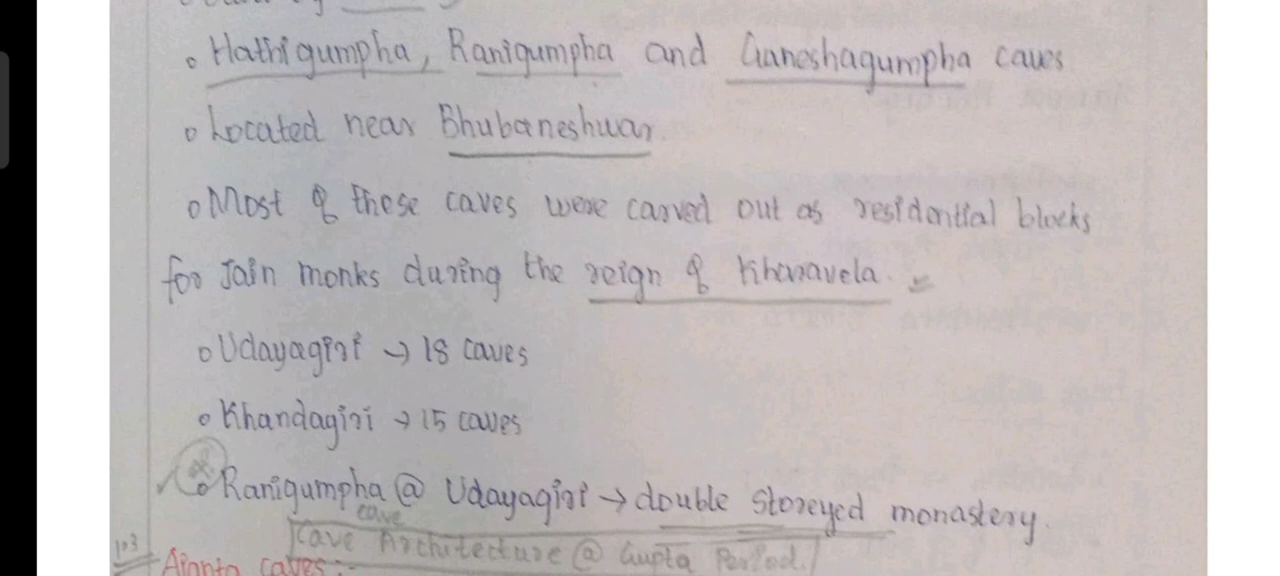 o Hathigumpha, Ranigumpha and Ganeshagumpha caves
o Located near Bhubaneshwar.
o Most of these caves were carved out as residential blocks
for Jain monks during the reign of Kharavela.
o Udayagiri → 18 caves
o Khandagiri → 15 caves
o Ranigumpha @ Udayagiri → double storeyed monastery.
cave
Cave Architecture @ Gupta Period.
Ajanta caves:-